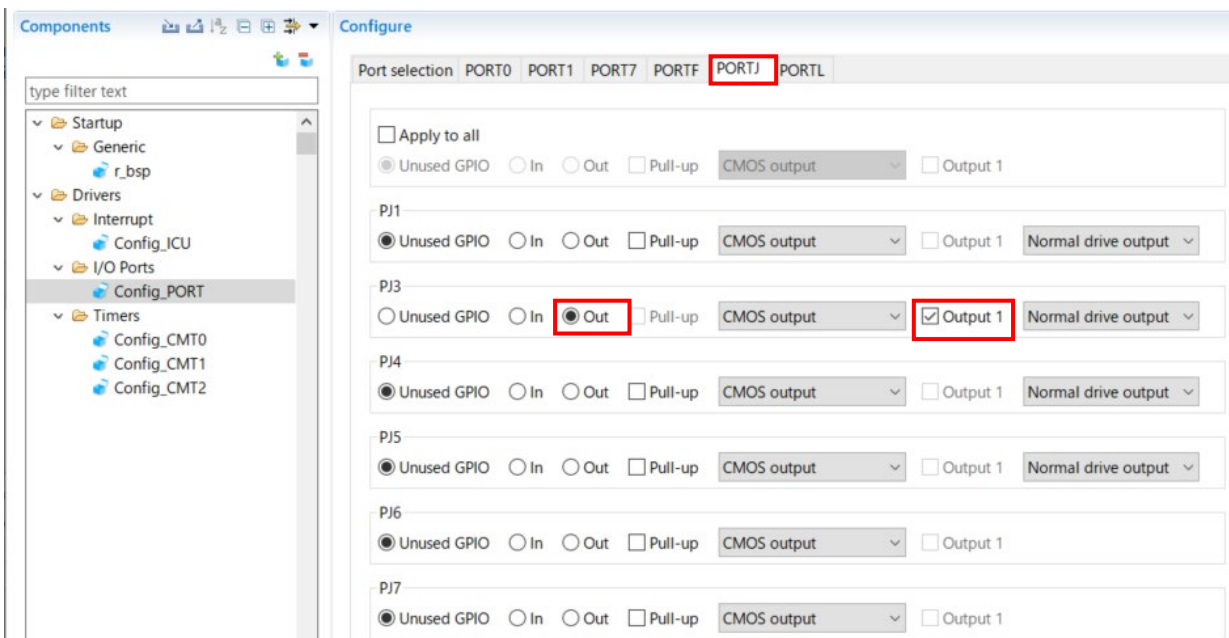 Components
type filter text
Startup
Generic
r_bsp
Drivers
Interrupt
Config_ICU
I/O Ports
Config_PORT
Timers
Config_CMT0
Config_CMT1
Config_CMT2
Configure
Port selection PORT0 PORT1 PORT7 PORTF PORTJ PORTL
Apply to all
Unused GPIO In Out Pull-up CMOS output Output 1
PJ1
Unused GPIO In Out Pull-up CMOS output Output 1 Normal drive output
PJ3
Unused GPIO In Out Pull-up CMOS output Output 1 Normal drive output
PJ4
Unused GPIO In Out Pull-up CMOS output Output 1 Normal drive output
PJ5
Unused GPIO In Out Pull-up CMOS output Output 1 Normal drive output
PJ6
Unused GPIO In Out Pull-up CMOS output Output 1
PJ7
Unused GPIO In Out Pull-up CMOS output Output 1